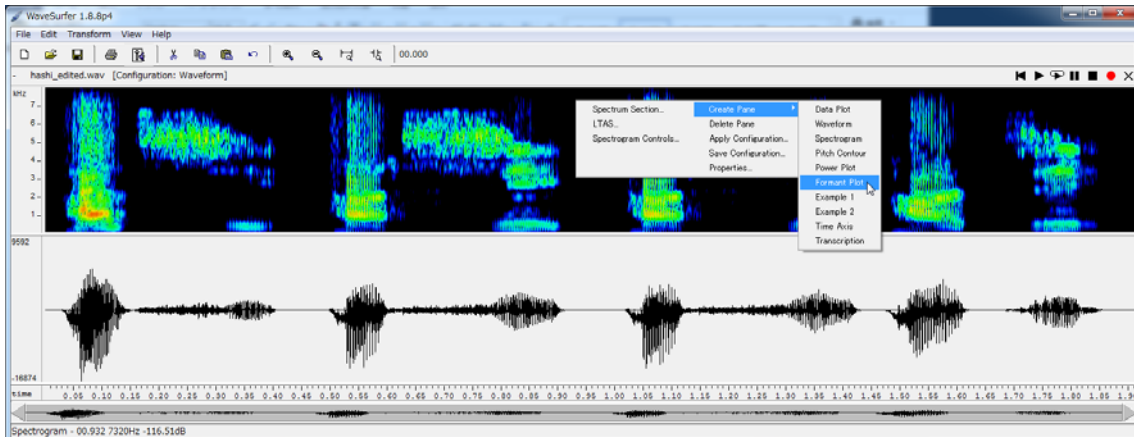 WaveSurfer 1.8.8p4
File Edit Transform View Help
00.000
- hashi_edited.wav [Configuration: Waveform]
kHz
7
6
5
4
3
2
1
Spectrum Section... Create Pane
LTAS... Delete Pane
Spectrogram Controls... Apply Configuration...
Save Configuration...
Properties...
Data Plot
Waveform
Spectrogram
Pitch Contour
Power Plot
Formant Plot
Example 1
Example 2
Time Axis
Transcription
9592
-16874
time 0.05 0.10 0.15 0.20 0.25 0.30 0.35 0.40 0.45 0.50 0.55 0.60 0.65 0.70 0.75 0.80 0.85 0.90 0.95 1.00 1.05 1.10 1.15 1.20 1.25 1.30 1.35 1.40 1.45 1.50 1.55 1.60 1.65 1.70 1.75 1.80 1.85 1.9
Spectrogram - 00.932 7320Hz -116.51dB